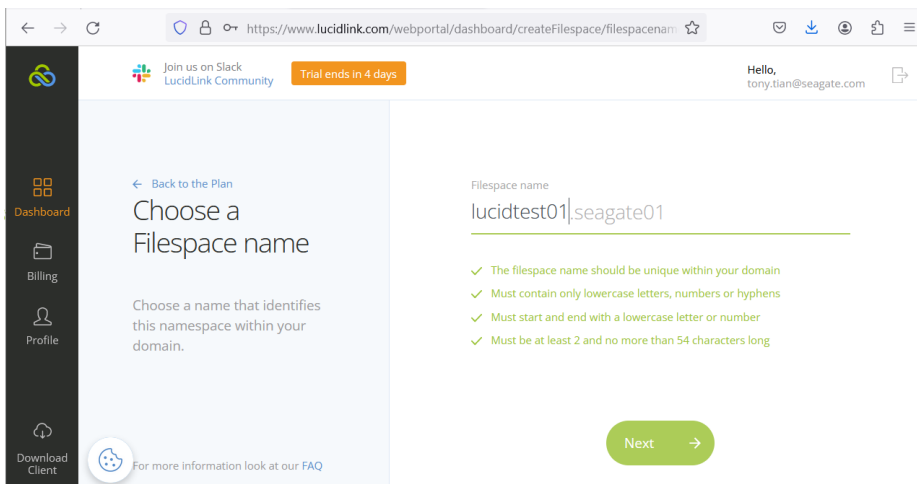 https://www.lucidlink.com/webportal/dashboard/createFilespace/filespacenam
Join us on Slack
LucidLink Community
Trial ends in 4 days
Hello,
tony.tian@seagate.com
Dashboard
Billing
Profile
Download
Client
← Back to the Plan
Choose a
Filespace name
Choose a name that identifies
this namespace within your
domain.
For more information look at our FAQ
Filespace name
lucidtest01.seagate01
✓ The filespace name should be unique within your domain
✓ Must contain only lowercase letters, numbers or hyphens
✓ Must start and end with a lowercase letter or number
✓ Must be at least 2 and no more than 54 characters long
Next →